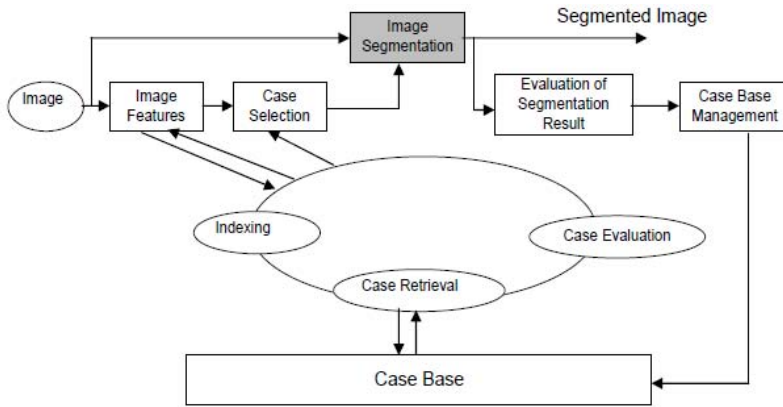 Segmented Image
Image
Segmentation
Image
Image
Features
Case
Selection
Evaluation of
Segmentation
Result
Case Base
Management
Indexing
Case Evaluation
Case Retrieval
Case Base